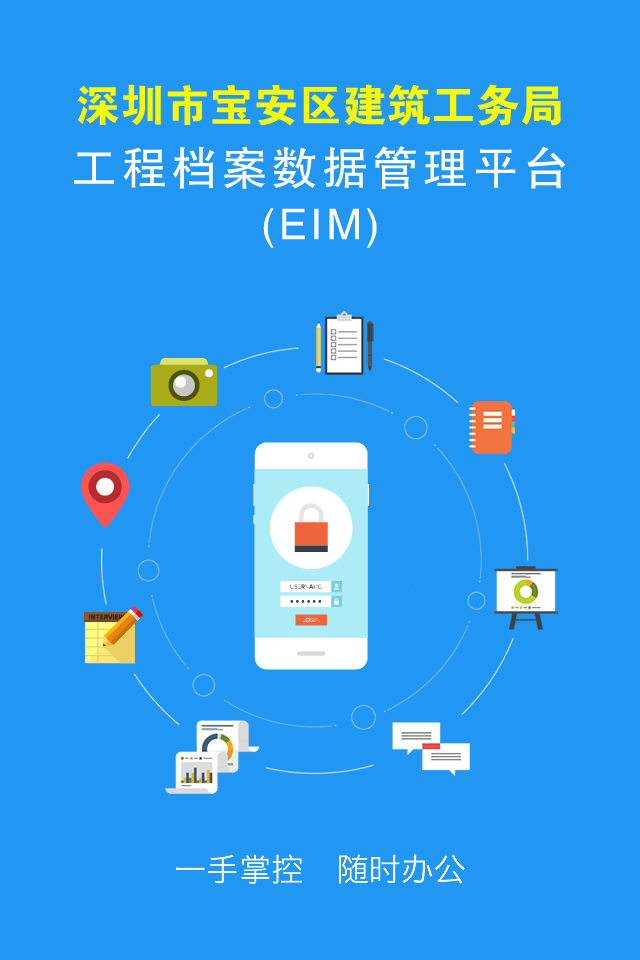 深圳市宝安区建筑工务局
工程档案数据管理平台
(EIM)
USERNAME
LOGIN
INTERVIEW
一手掌控 随时办公